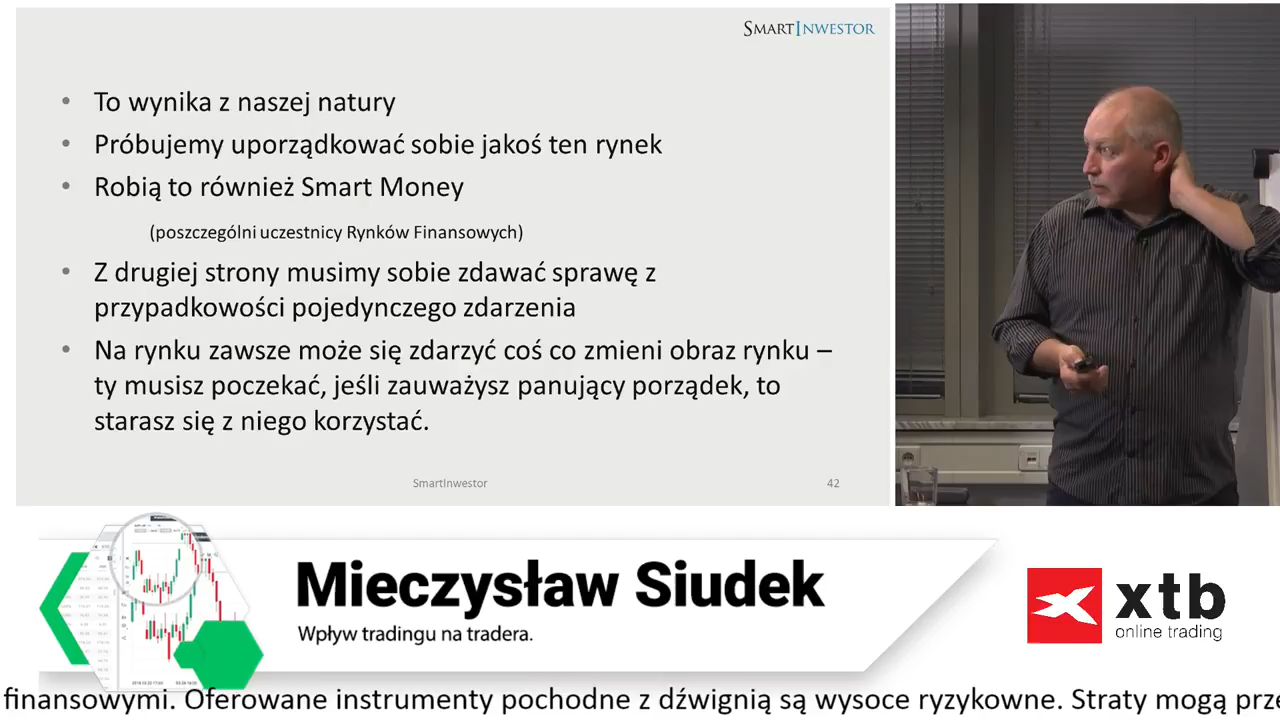 SMARTINWESTOR
• To wynika z naszej natury
• Próbujemy uporządkować sobie jakoś ten rynek
• Robią to również Smart Money
(poszczególni uczestnicy Rynków Finansowych)
• Z drugiej strony musimy sobie zdawać sprawę z
przypadkowości pojedynczego zdarzenia
• Na rynku zawsze może się zdarzyć coś co zmieni obraz rynku –
ty musisz poczekać, jeśli zauważysz panujący porządek, to
starasz się z niego korzystać.
SmartInwestor
42
Mieczysław Siudek
Wpływ tradingu na tradera.
xtb
online trading
finansowymi. Oferowane instrumenty pochodne z dźwignią są wysoce ryzykowne. Straty mogą prze